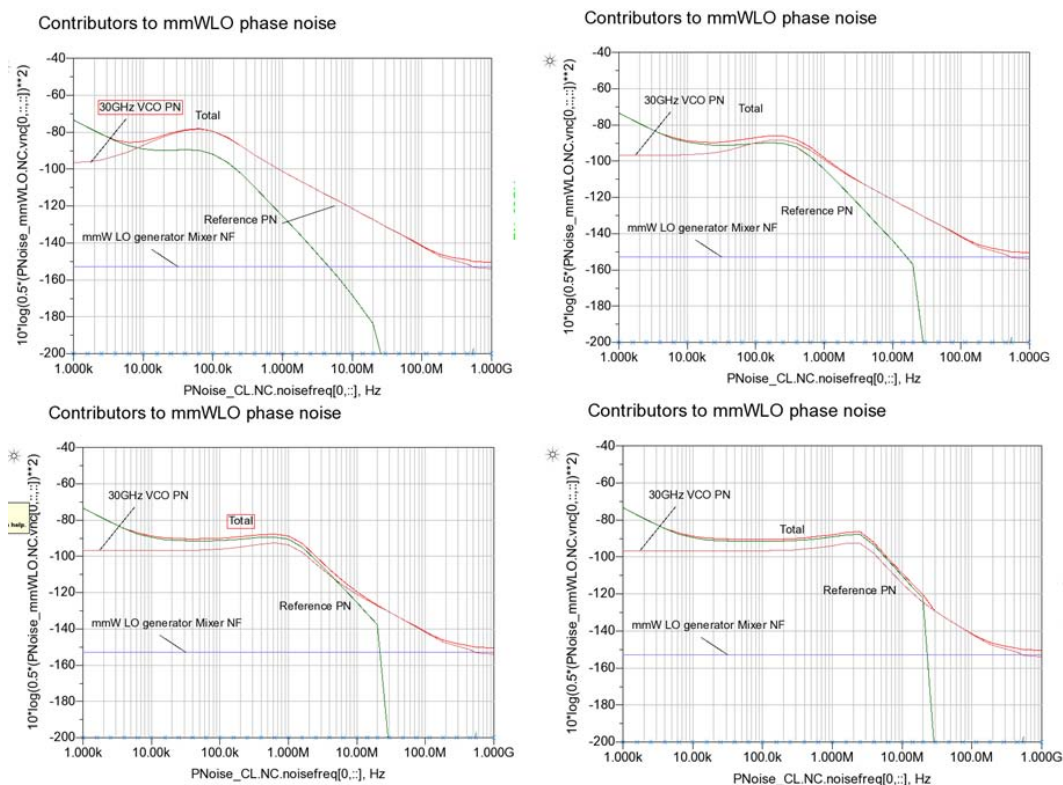 Contributors to mmWLO phase noise
10*log(0.5*(PNoise_mmWLO.NC.vnc[0,::,::])**2)
-40
-60
-80
-100
-120
-140
-160
-180
-200
30GHz VCO PN
Total
Reference PN
mmW LO generator Mixer NF
1.000k 10.00k 100.0k 1.000M 10.00M 100.0M 1.000G
PNoise_CL.NC.noisefreq[0,::], Hz
Contributors to mmWLO phase noise
10*log(0.5*(PNoise_mmWLO.NC.vnc[0,::,::])**2)
-40
-60
-80
-100
-120
-140
-160
-180
-200
30GHz VCO PN
Total
Reference PN
mmW LO generator Mixer NF
1.000k 10.00k 100.0k 1.000M 10.00M 100.0M 1.000G
PNoise_CL.NC.noisefreq[0,::], Hz
Contributors to mmWLO phase noise
help.
10*log(0.5*(PNoise_mmWLO.NC.vnc[0,::,::])**2)
-40
-60
-80
-100
-120
-140
-160
-180
-200
30GHz VCO PN
Total
Reference PN
mmW LO generator Mixer NF
1.000k 10.00k 100.0k 1.000M 10.00M 100.0M 1.000G
PNoise_CL.NC.noisefreq[0,::], Hz
Contributors to mmWLO phase noise
10*log(0.5*(PNoise_mmWLO.NC.vnc[0,::,::])**2)
-40
-60
-80
-100
-120
-140
-160
-180
-200
30GHz VCO PN
Total
Reference PN
mmW LO generator Mixer NF
1.000k 10.00k 100.0k 1.000M 10.00M 100.0M 1.000G
PNoise_CL.NC.noisefreq[0,::], Hz